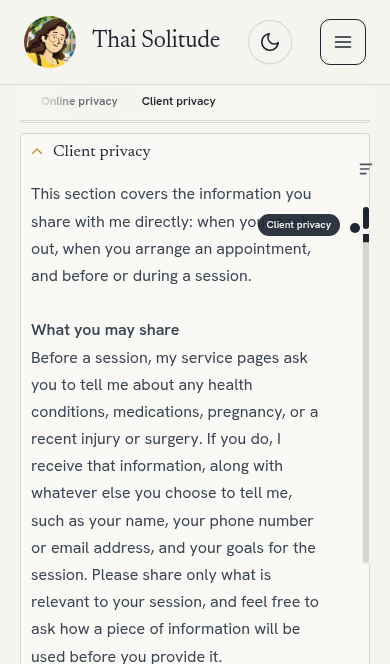 Thai Solitude
Online privacy Client privacy
Client privacy
This section covers the information you
share with me directly: when you
Client privacy
out, when you arrange an appointment,
and before or during a session.
What you may share
Before a session, my service pages ask
you to tell me about any health
conditions, medications, pregnancy, or a
recent injury or surgery. If you do, I
receive that information, along with
whatever else you choose to tell me,
such as your name, your phone number
or email address, and your goals for the
session. Please share only what is
relevant to your session, and feel free to
ask how a piece of information will be
used before you provide it.